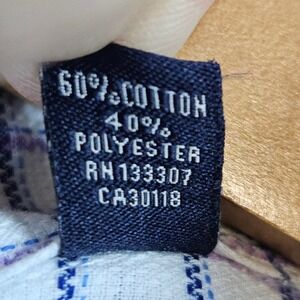 60% COTTON
40%
POLYESTER
RN133307
CA30118